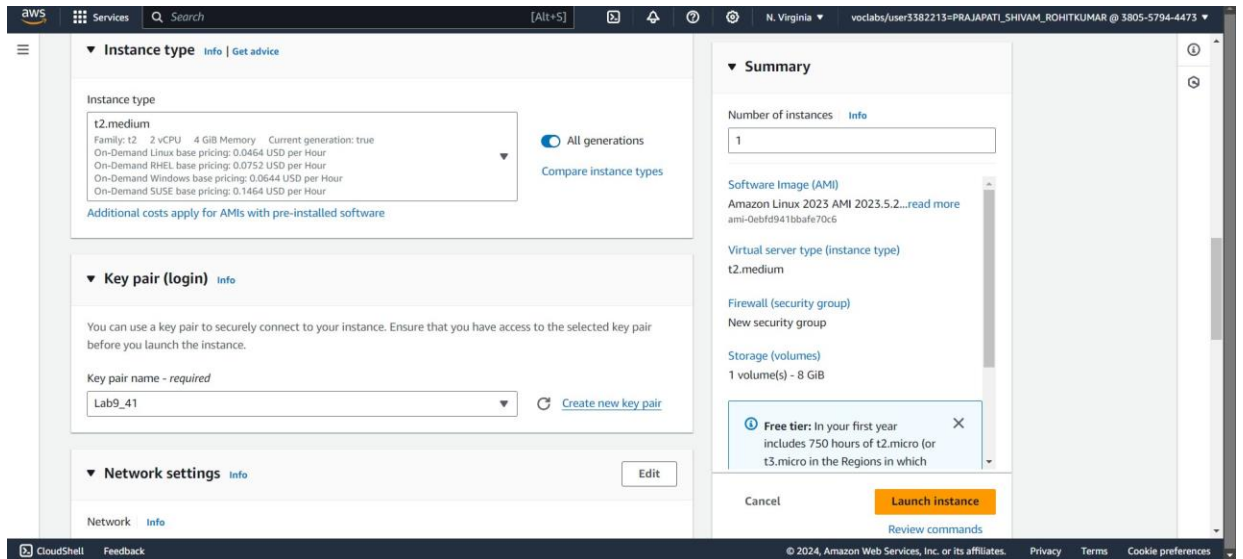 aws
Services
Search
[Alt+S]
N. Virginia
voclabs/user3382213=PRAJAPATI_SHIVAM_ROHITKUMAR @ 3805-5794-4473
Instance type Info | Get advice
Instance type
t2.medium
Family: t2 2 vCPU 4 GiB Memory Current generation: true
On-Demand Linux base pricing: 0.0464 USD per Hour
On-Demand RHEL base pricing: 0.0752 USD per Hour
On-Demand Windows base pricing: 0.0644 USD per Hour
On-Demand SUSE base pricing: 0.1464 USD per Hour
All generations
Compare instance types
Additional costs apply for AMIs with pre-installed software
Key pair (login) Info
You can use a key pair to securely connect to your instance. Ensure that you have access to the selected key pair
before you launch the instance.
Key pair name - required
Lab9_41
Create new key pair
Network settings Info
Edit
Network Info
Summary
Number of instances Info
1
Software Image (AMI)
Amazon Linux 2023 AMI 2023.5.2...read more
ami-0ebfd941bbafe70c6
Virtual server type (instance type)
t2.medium
Firewall (security group)
New security group
Storage (volumes)
1 volume(s) - 8 GiB
Free tier: In your first year
includes 750 hours of t2.micro (or
t3.micro in the Regions in which
Cancel
Launch instance
Review commands
CloudShell Feedback
© 2024, Amazon Web Services, Inc. or its affiliates. Privacy Terms Cookie preferences